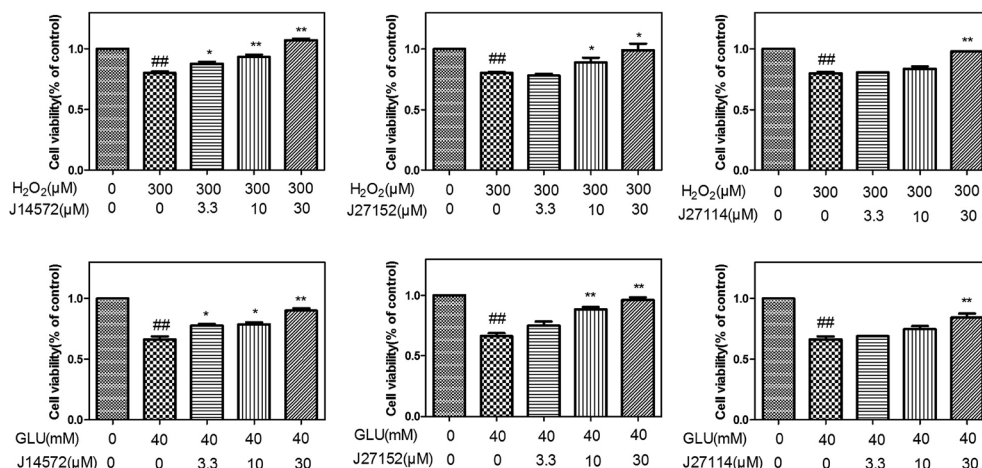 Cell viability(% of control)
1.0
0.5
0.0
##
*
**
**
H₂O₂(μM) 0 300 300 300 300
J14572(μM) 0 0 3.3 10 30
Cell viability(% of control)
1.0
0.5
0.0
##
*
*
H₂O₂(μM) 0 300 300 300 300
J27152(μM) 0 0 3.3 10 30
Cell viability(% of control)
1.0
0.5
0.0
##
**
H₂O₂(μM) 0 300 300 300 300
J27114(μM) 0 0 3.3 10 30
Cell viability(% of control)
1.0
0.5
0.0
##
*
*
**
GLU(mM) 0 40 40 40 40
J14572(μM) 0 0 3.3 10 30
Cell viability(% of control)
1.0
0.5
0.0
##
**
**
GLU(mM) 0 40 40 40 40
J27152(μM) 0 0 3.3 10 30
Cell viability(% of control)
1.0
0.5
0.0
##
**
GLU(mM) 0 40 40 40 40
J27114(μM) 0 0 3.3 10 30